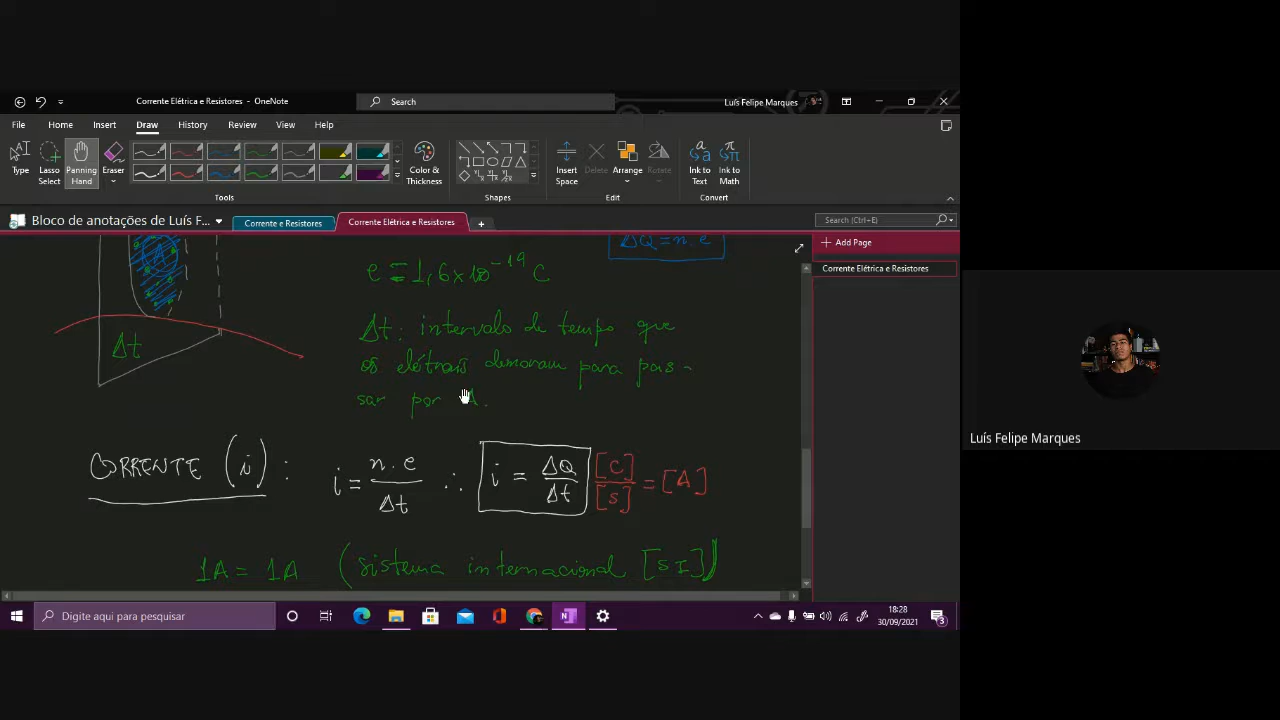 Corrente Elétrica e Resistores - OneNote
Search
Luís Felipe Marques
File Home Insert Draw History Review View Help
Type
Lasso Select
Panning Hand
Eraser
Color & Thickness
Insert Space
Delete
Arrange
Rotate
Ink to Text
Ink to Math
Tools
Shapes
Edit
Convert
Bloco de anotações de Luís F...
Corrente e Resistores
Corrente Elétrica e Resistores
Search (Ctrl+E)
Add Page
Corrente Elétrica e Resistores
ΔQ = n.e
A
e = 1,6x10⁻¹⁹ C
Δt: intervalo de tempo que
os elétrons demoram para pas-
sar por A.
Δt
CORRENTE (i): i = n.e/Δt ∴ i = ΔQ/Δt [C]/[s] = [A]
1A = 1A (sistema internacional [SI])
Digite aqui para pesquisar
18:28
30/09/2021
3
Luís Felipe Marques